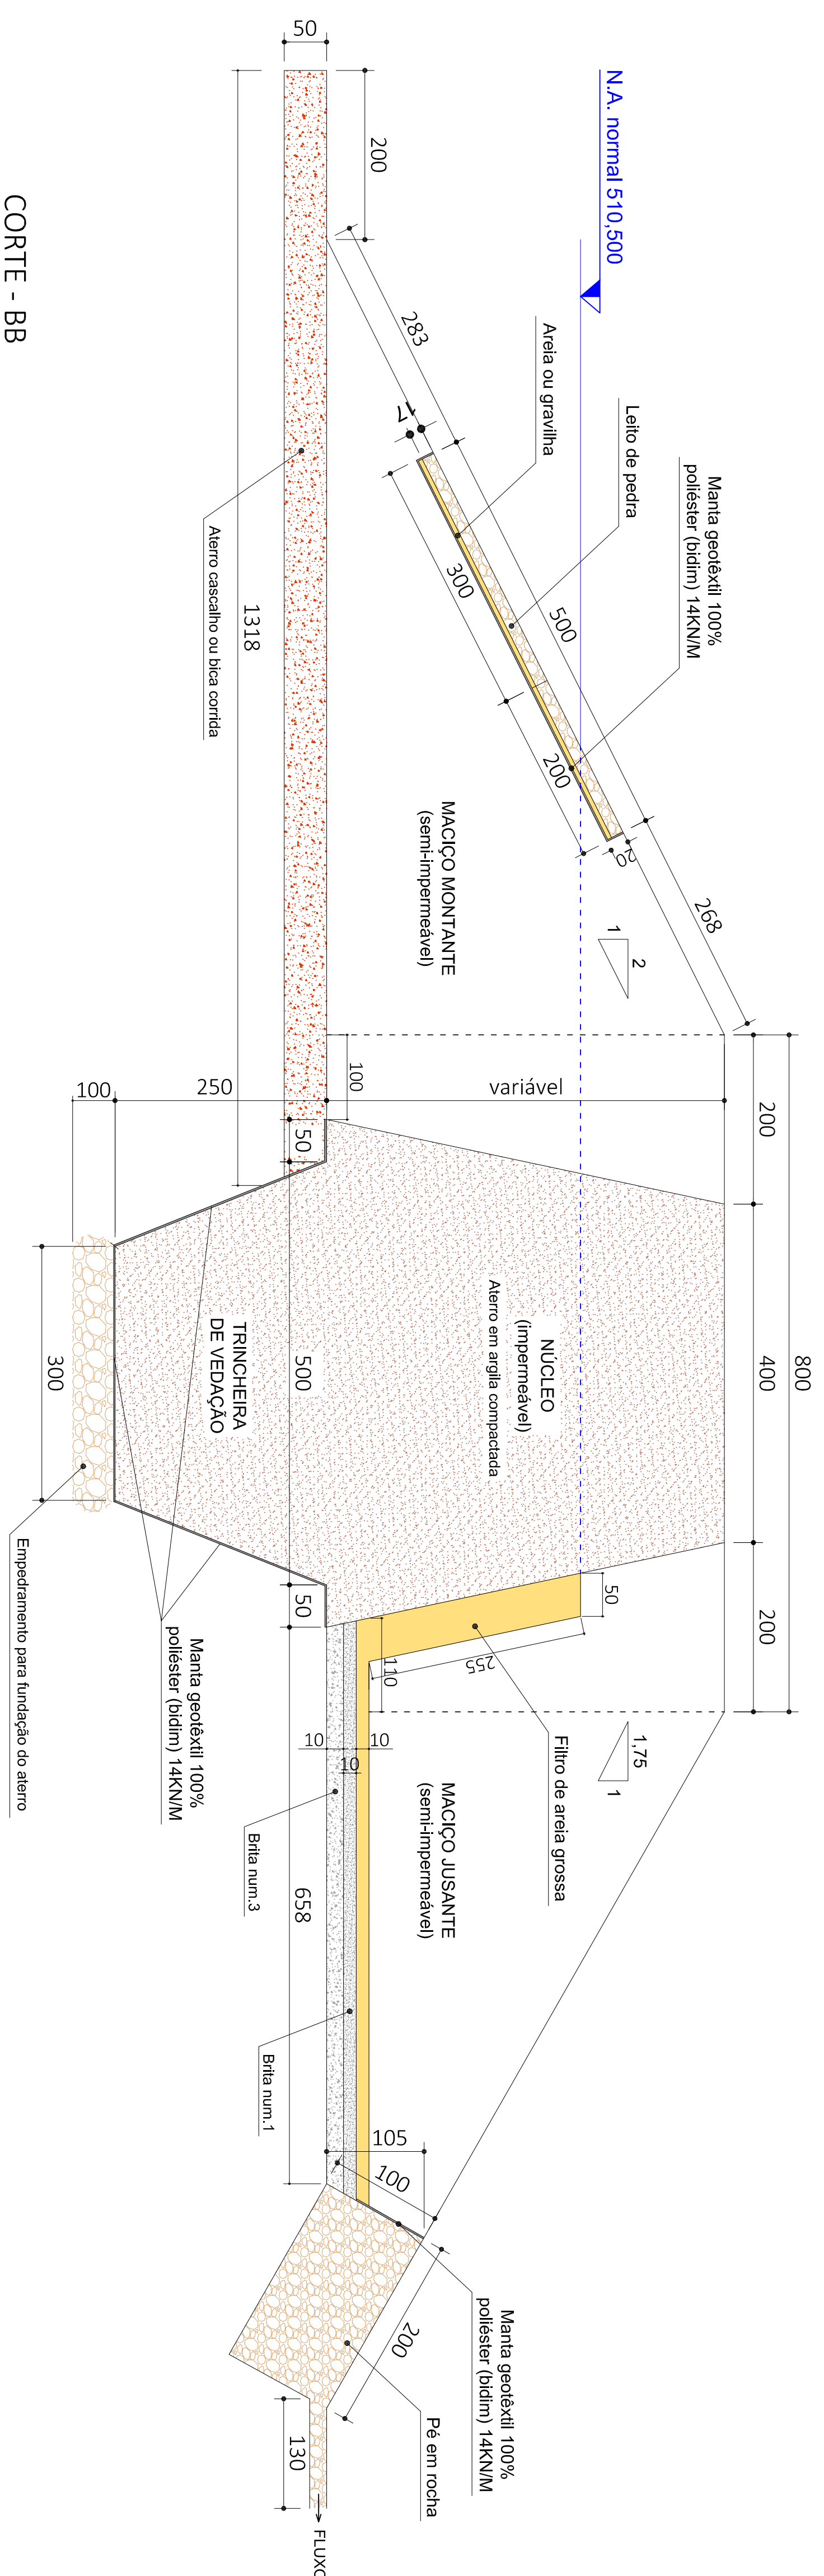 N.A. normal 510,500
50
200
283
17
Areia ou gravilha
Leito de pedra
Manta geotêxtil 100%
poliéster (bidim) 14KN/M
300
500
200
20
268
1318
Aterro cascalho ou bica corrida
MACIÇO MONTANTE
(semi-impermeável)
2
1
800
200
400
200
variável
100
250
100
50
500
50
NÚCLEO
(impermeável)
Aterro em argila compactada
TRINCHEIRA
DE VEDAÇÃO
300
Empedramento para fundação do aterro
Manta geotêxtil 100%
poliéster (bidim) 14KN/M
50
255
110
Filtro de areia grossa
1,75
1
10
10
10
MACIÇO JUSANTE
(semi-impermeável)
Brita num.3
658
Brita num.1
105
100
200
Manta geotêxtil 100%
poliéster (bidim) 14KN/M
Pé em rocha
130
FLUXO
CORTE - BB